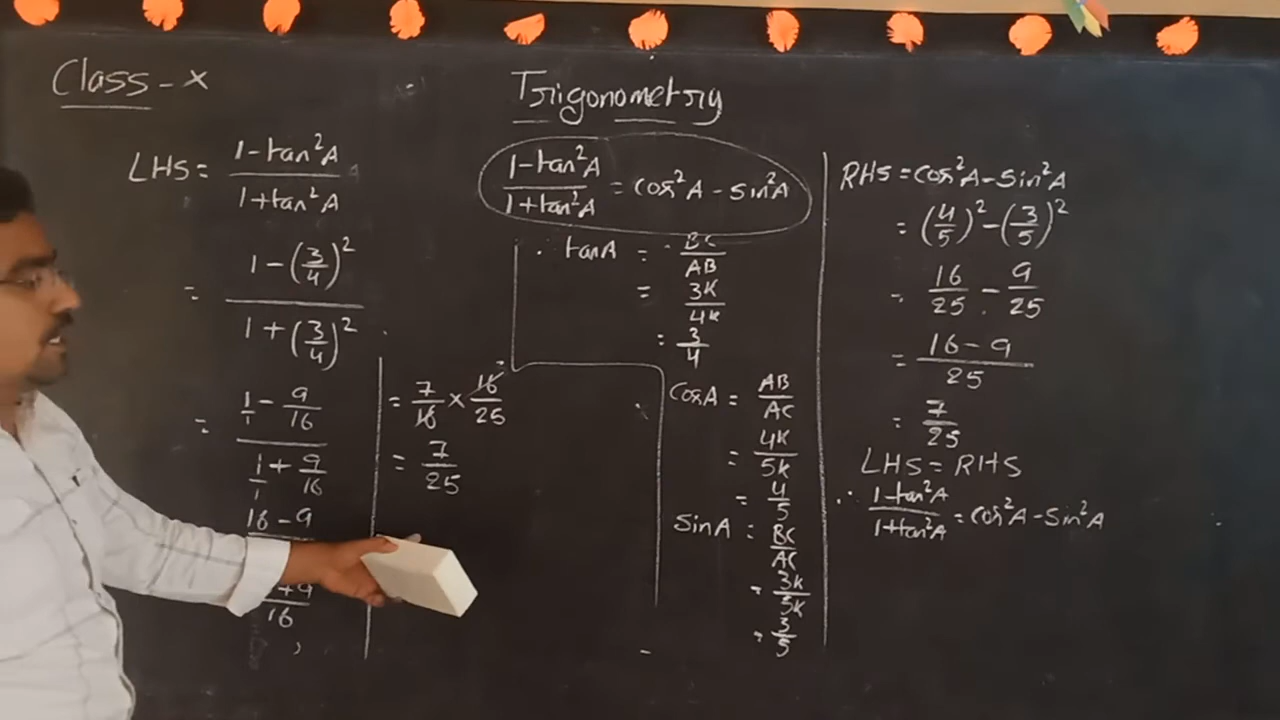 Class - X
Trigonometry
LHS = 1-tan²A / 1+tan²A
= 1-(3/4)² / 1+(3/4)²
= 1/1 - 9/16 / 1/1 + 9/16
16-9
+9 / 16
= 7/16 × 16/25
= 7/25
1-tan²A / 1+tan²A = cos²A - sin²A
∴ tanA = BC/AB
= 3K/4K
= 3/4
CosA = AB/AC
= 4K/5K
= 4/5
SinA = BC/AC
= 3K/5K
= 3/5
RHS = cos²A - sin²A
= (4/5)² - (3/5)²
= 16/25 - 9/25
= 16-9 / 25
= 7/25
LHS = RHS
∴ 1-tan²A / 1+tan²A = cos²A - sin²A